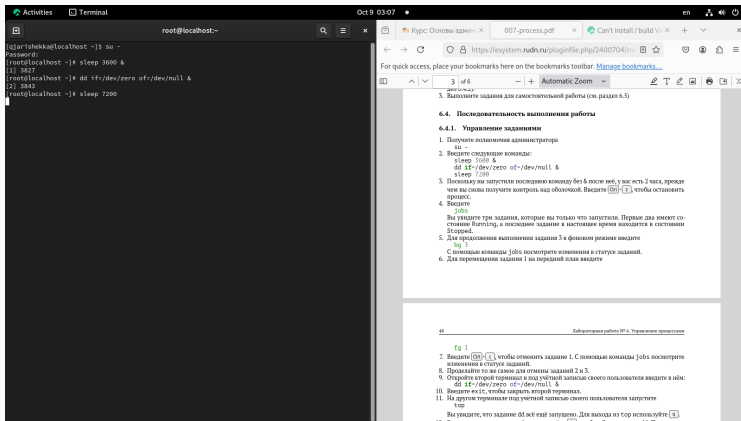 Activities
Terminal
Oct 9 03:07
en
root@localhost:~
[qjarishekka@localhost ~]$ su -
Password:
[root@localhost ~]# sleep 3600 &
[1] 3827
[root@localhost ~]# dd if=/dev/zero of=/dev/null &
[2] 3843
[root@localhost ~]# sleep 7200
Курс: Основы админ
007-process.pdf
Can't install / build VS
https://esystem.rudn.ru/pluginfile.php/2400704/mo
For quick access, place your bookmarks here on the bookmarks toolbar. Manage bookmarks…
3 of 6
Automatic Zoom
3. Выполните задания для самостоятельной работы (см. раздел 6.5)
6.4. Последовательность выполнения работы
6.4.1. Управление заданиями
1. Получите полномочия администратора
su -
2. Введите следующие команды:
sleep 3600 &
dd if=/dev/zero of=/dev/null &
sleep 7200
3. Поскольку вы запустили последнюю команду без & после неё, у вас есть 2 часа, прежде
чем вы снова получите контроль над оболочкой. Введите Ctrl + z , чтобы остановить
процесс.
4. Введите
jobs
Вы увидите три задания, которые вы только что запустили. Первые два имеют со-
стояние Running, а последнее задание в настоящее время находится в состоянии
Stopped.
5. Для продолжения выполнения задания 3 в фоновом режиме введите
bg 3
С помощью команды jobs посмотрите изменения в статусе заданий.
6. Для перемещения задания 1 на передний план введите
48
Лабораторная работа № 6. Управление процессами
fg 1
7. Введите Ctrl + c , чтобы отменить задание 1. С помощью команды jobs посмотрите
изменения в статусе заданий.
8. Проделайте то же самое для отмены заданий 2 и 3.
9. Откройте второй терминал и под учётной записью своего пользователя введите в нём:
dd if=/dev/zero of=/dev/null &
10. Введите exit, чтобы закрыть второй терминал.
11. На другом терминале под учётной записью своего пользователя запустите
top
Вы увидите, что задание dd всё ещё запущено. Для выхода из top используйте q .